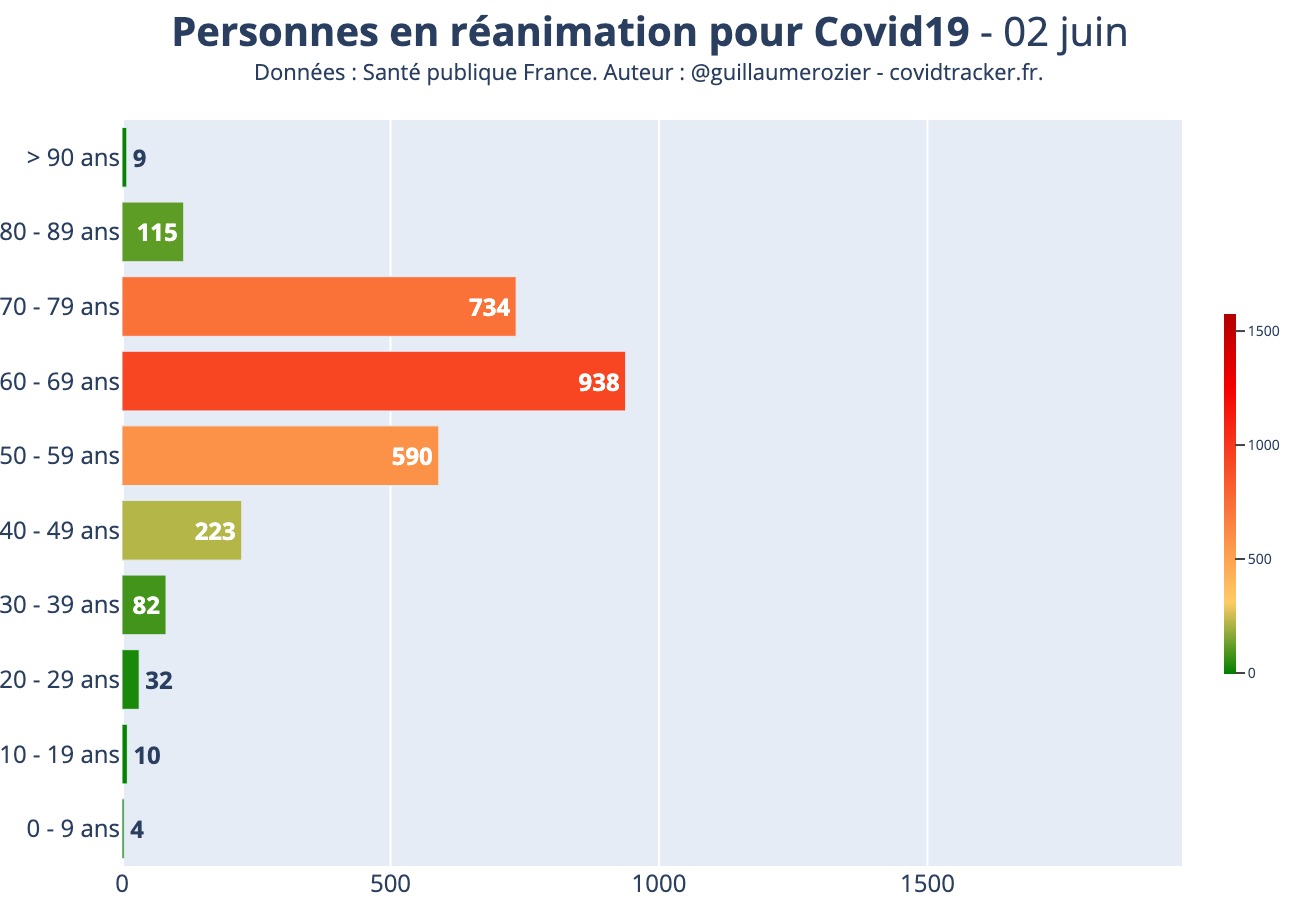 Personnes en réanimation pour Covid19 - 02 juin
Données : Santé publique France. Auteur : @guillaumerozier - covidtracker.fr.
> 90 ans 9
80 - 89 ans 115
70 - 79 ans 734
60 - 69 ans 938
50 - 59 ans 590
40 - 49 ans 223
30 - 39 ans 82
20 - 29 ans 32
10 - 19 ans 10
0 - 9 ans 4
0 500 1000 1500
1500
1000
500
0